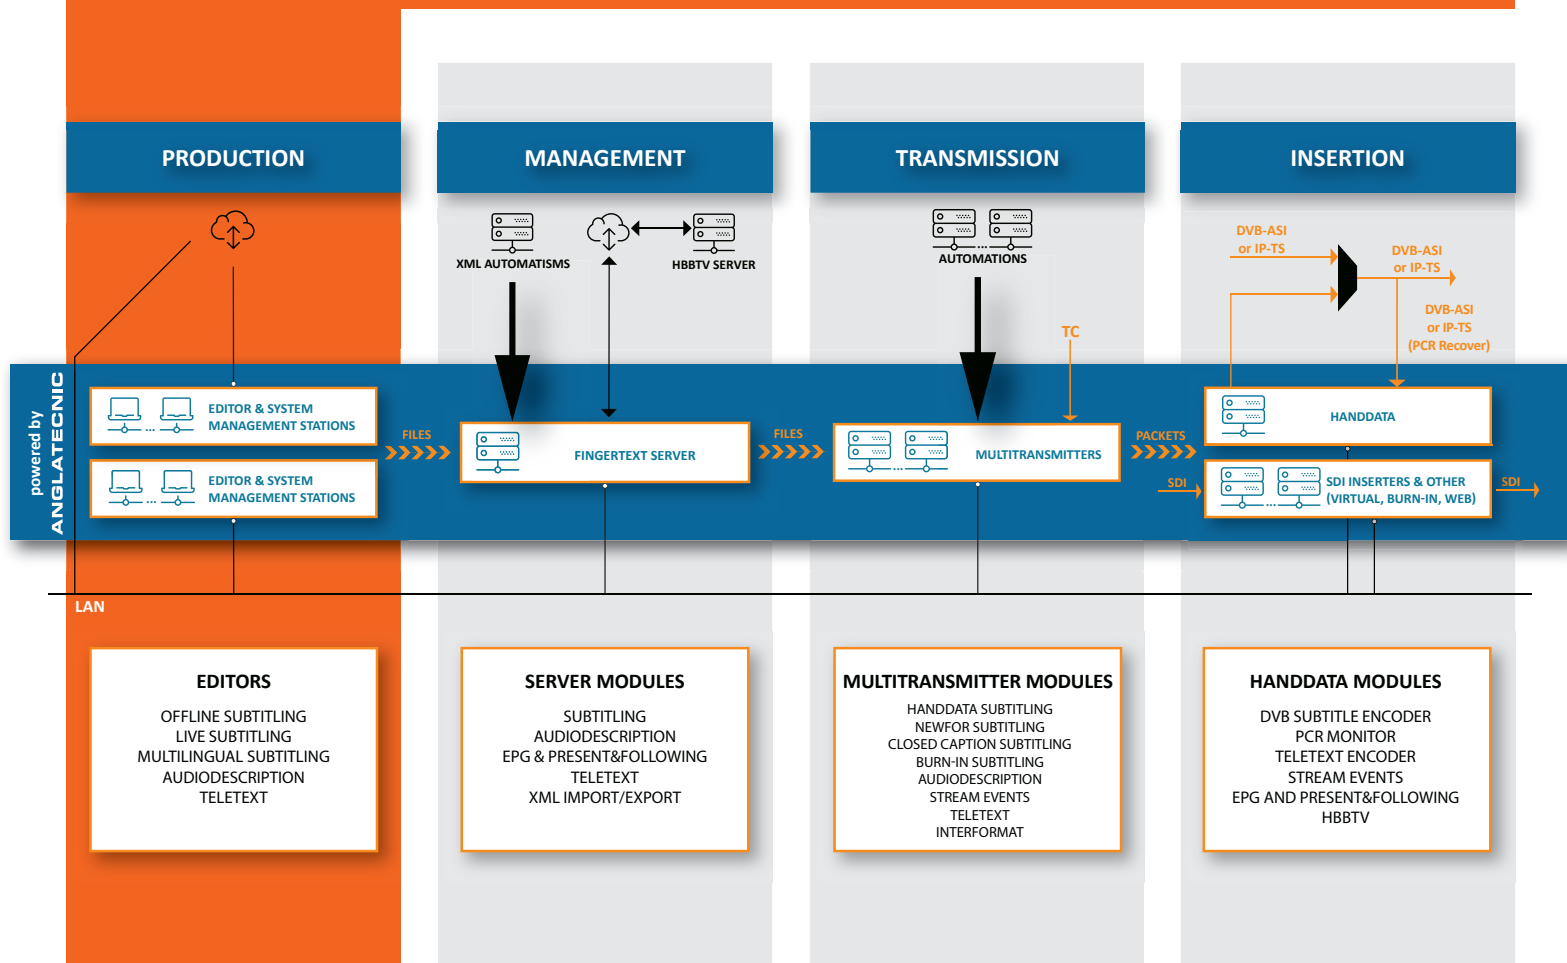 PRODUCTION
MANAGEMENT
TRANSMISSION
INSERTION
XML AUTOMATISMS
HBBTV SERVER
AUTOMATIONS
TC
DVB-ASI
or IP-TS
DVB-ASI
or IP-TS
DVB-ASI
or IP-TS
(PCR Recover)
powered by
ANGLATECNIC
EDITOR & SYSTEM
MANAGEMENT STATIONS
EDITOR & SYSTEM
MANAGEMENT STATIONS
FILES
FINGERTEXT SERVER
FILES
MULTITRANSMITTERS
PACKETS
HANDDATA
SDI
SDI INSERTERS & OTHER
(VIRTUAL, BURN-IN, WEB)
SDI
LAN
EDITORS
OFFLINE SUBTITLING
LIVE SUBTITLING
MULTILINGUAL SUBTITLING
AUDIODESCRIPTION
TELETEXT
SERVER MODULES
SUBTITLING
AUDIODESCRIPTION
EPG & PRESENT&FOLLOWING
TELETEXT
XML IMPORT/EXPORT
MULTITRANSMITTER MODULES
HANDDATA SUBTITLING
NEWFOR SUBTITLING
CLOSED CAPTION SUBTITLING
BURN-IN SUBTITLING
AUDIODESCRIPTION
STREAM EVENTS
TELETEXT
INTERFORMAT
HANDDATA MODULES
DVB SUBTITLE ENCODER
PCR MONITOR
TELETEXT ENCODER
STREAM EVENTS
EPG AND PRESENT&FOLLOWING
HBBTV